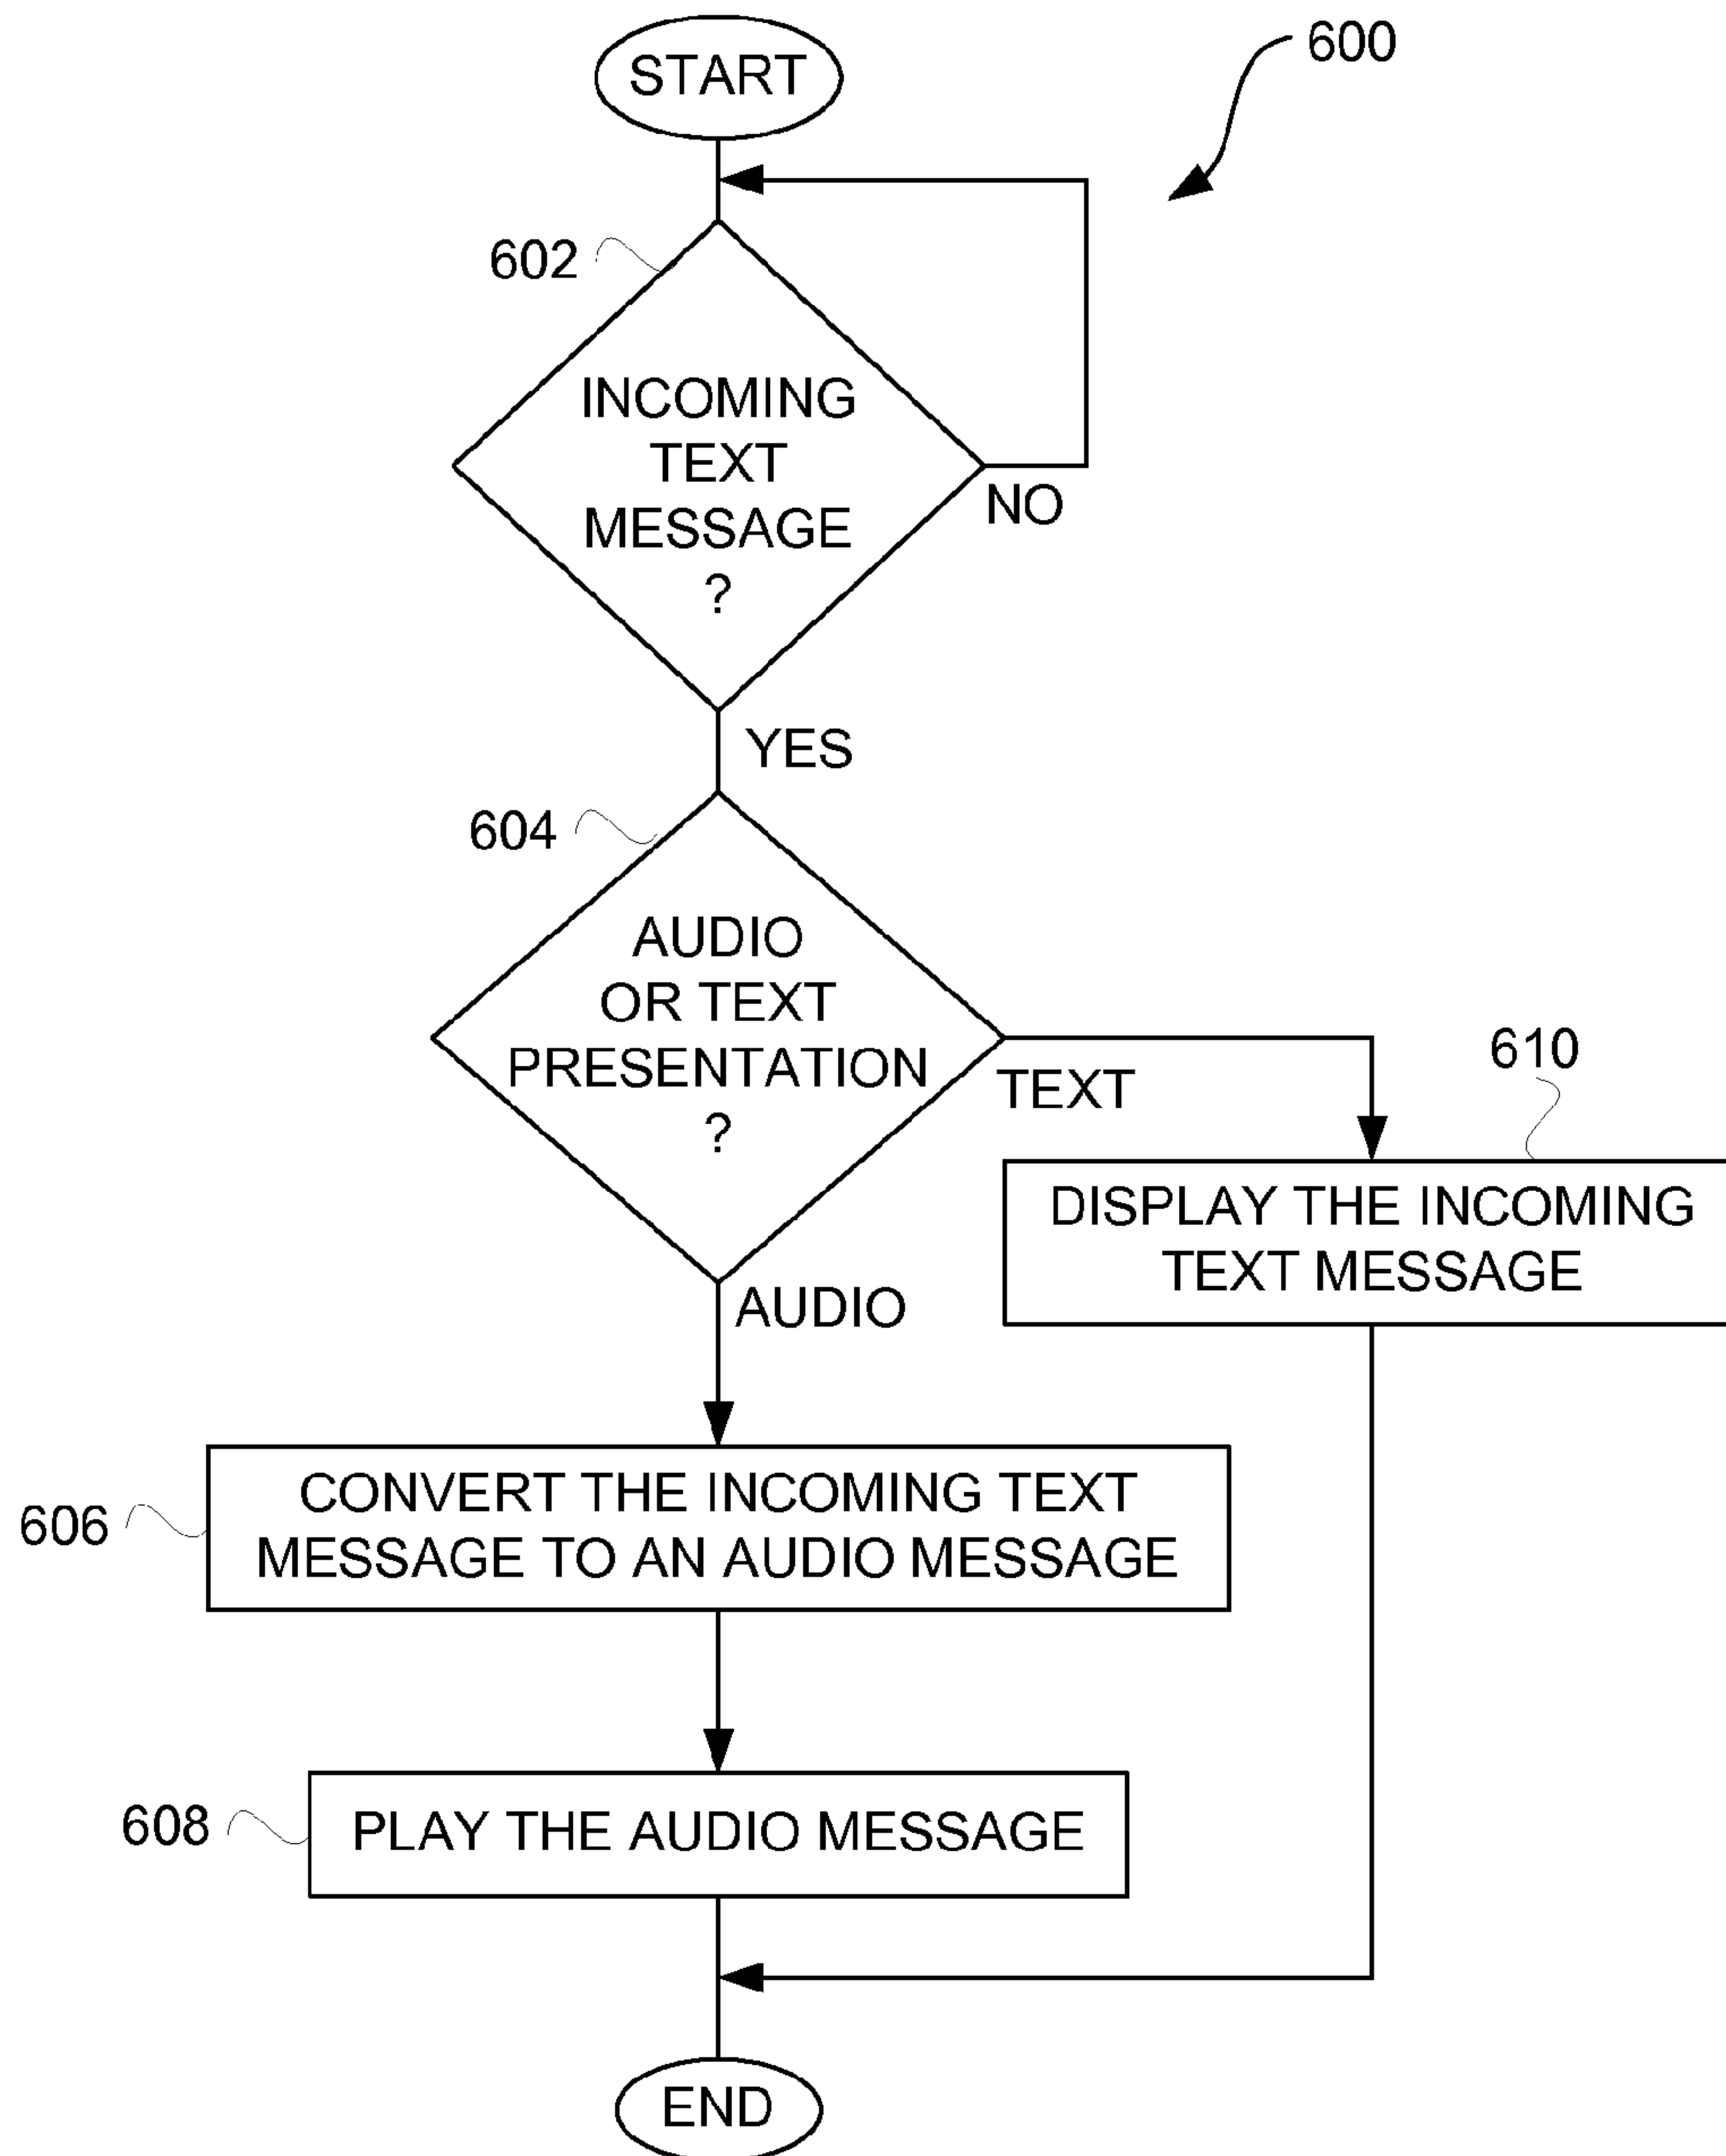 START
600
602
INCOMING
TEXT
MESSAGE
?
NO
YES
604
AUDIO
OR TEXT
PRESENTATION
?
TEXT
610
DISPLAY THE INCOMING
TEXT MESSAGE
AUDIO
606
CONVERT THE INCOMING TEXT
MESSAGE TO AN AUDIO MESSAGE
608
PLAY THE AUDIO MESSAGE
END